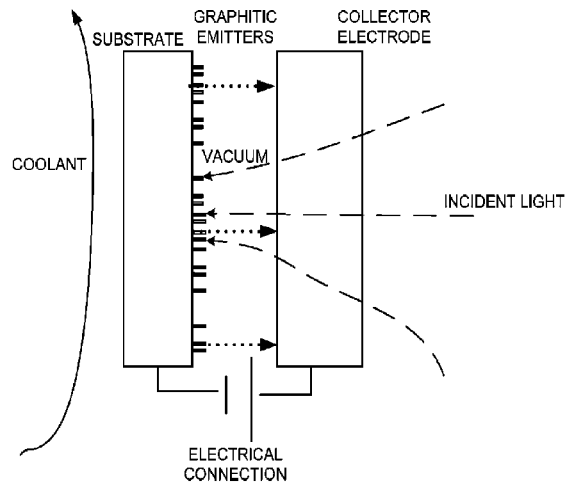 GRAPHITIC
EMITTERS
COLLECTOR
ELECTRODE
SUBSTRATE
VACUUM
COOLANT
INCIDENT LIGHT
ELECTRICAL
CONNECTION